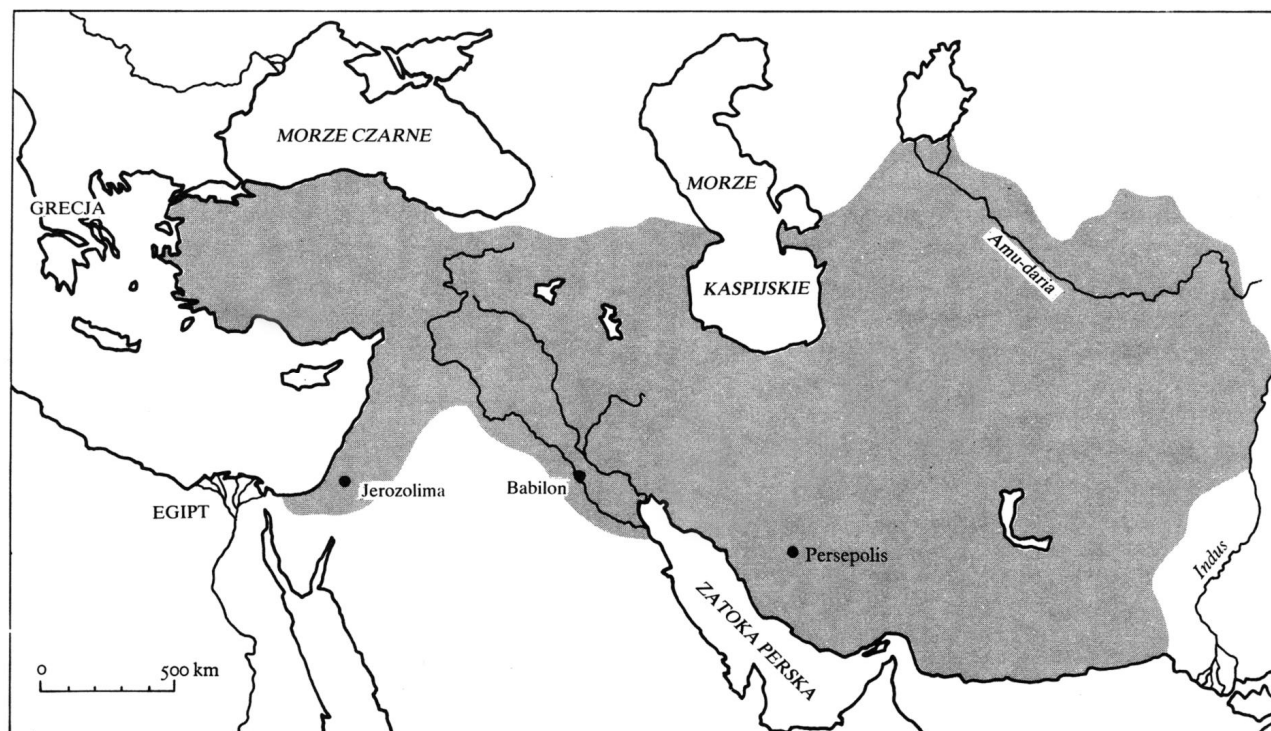 MORZE CZARNE
MORZE
GRECJA
Amu-daria
KASPIJSKIE
Jerozolima
Babilon
EGIPT
Persepolis
Indus
ZATOKA PERSKA
0 500 km